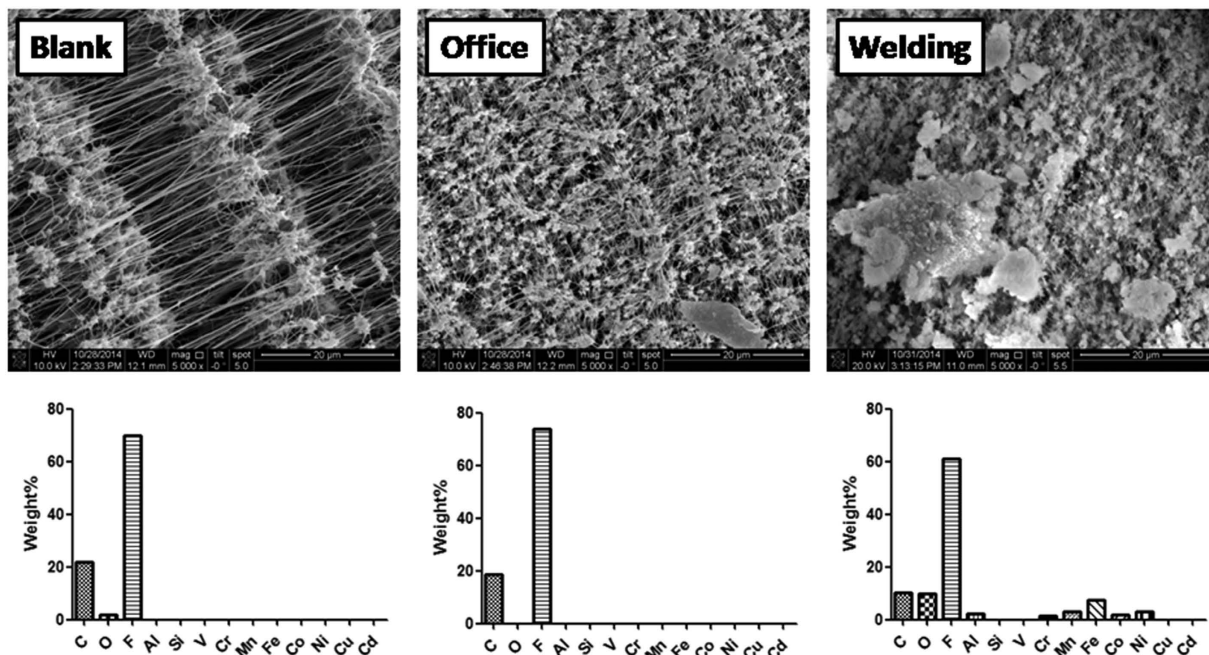 Blank
Office
Welding
HV 10/28/2014 WD mag □ tilt spot 20 µm
10.0 kV 2:29:33 PM 12.1 mm 5 000 x -0 ° 5.0
HV 10/28/2014 WD mag □ tilt spot 20 µm
10.0 kV 2:46:38 PM 12.2 mm 5 000 x -0 ° 5.0
HV 10/31/2014 WD mag □ tilt spot 20 µm
20.0 kV 3:13:15 PM 11.0 mm 5 000 x -0 ° 5.5
80
60
40
20
0
Weight%
C O F Al Si V Cr Mn Fe Co Ni Cu Cd
80
60
40
20
0
Weight%
C O F Al Si V Cr Mn Fe Co Ni Cu Cd
80
60
40
20
0
Weight%
C O F Al Si V Cr Mn Fe Co Ni Cu Cd